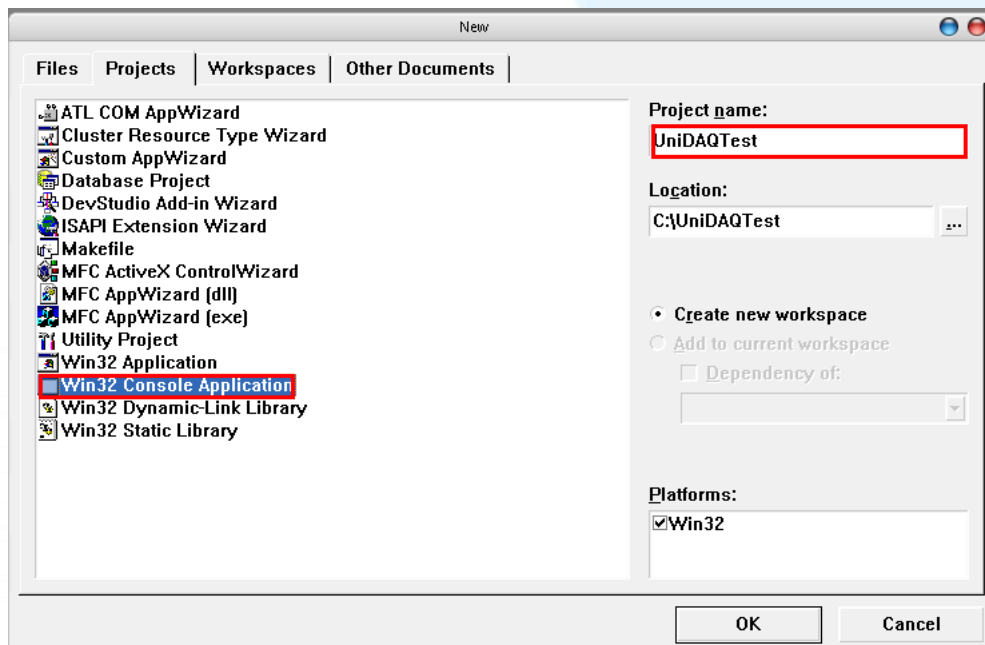 New
Files Projects Workspaces Other Documents
ATL COM AppWizard
Cluster Resource Type Wizard
Custom AppWizard
Database Project
DevStudio Add-in Wizard
ISAPI Extension Wizard
Makefile
MFC ActiveX ControlWizard
MFC AppWizard (dll)
MFC AppWizard (exe)
Utility Project
Win32 Application
Win32 Console Application
Win32 Dynamic-Link Library
Win32 Static Library
Project name:
UniDAQTest
Location:
C:\UniDAQTest
...
Create new workspace
Add to current workspace
Dependency of:
Platforms:
Win32
OK Cancel